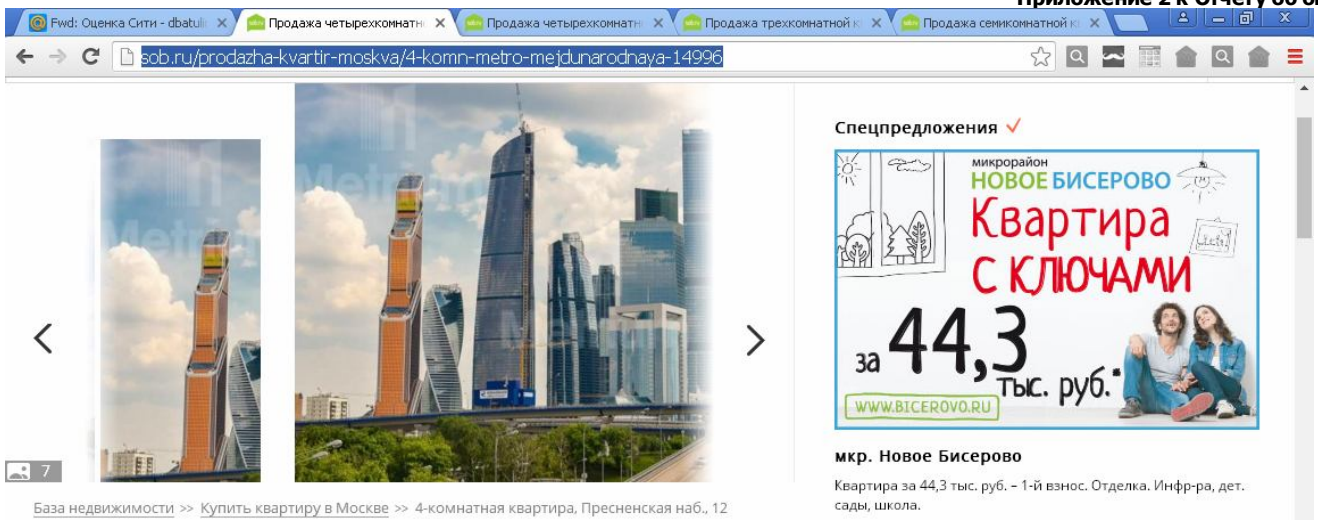 Приложение 2 к Отчету об о
Fwd: Оценка Сити - dbatuli
Продажа четырехкомнатн
Продажа четырехкомнатн
Продажа трехкомнатной к
Продажа семикомнатной к
sob.ru/prodazha-kvartir-moskva/4-komn-metro-mejdunarodnaya-14996
Metrium
Metrium
7
База недвижимости >> Купить квартиру в Москве >> 4-комнатная квартира, Пресненская наб., 12
Спецпредложения
микрорайон
НОВОЕ БИСЕРОВО
Квартира
с ключами
за 44,3
тыс. руб.*
WWW.BICEROVO.RU
мкр. Новое Бисерово
Квартира за 44,3 тыс. руб. – 1-й взнос. Отделка. Инфр-ра, дет.
сады, школа.